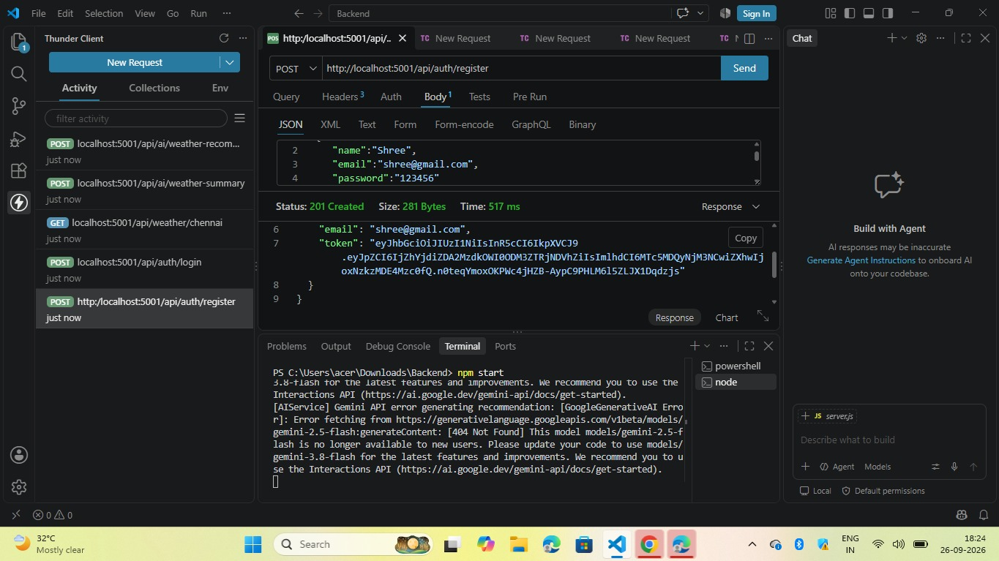 File Edit Selection View Go Run ··· Backend Sign In
Thunder Client
New Request
Activity Collections Env
filter activity
POST localhost:5001/api/ai/weather-recom...
just now
POST localhost:5001/api/ai/weather-summary
just now
GET localhost:5001/api/weather/chennai
just now
POST localhost:5001/api/auth/login
just now
POST http:/localhost:5001/api/auth/register
just now
1
POS http:/localhost:5001/api/.. TC New Request TC New Request TC New Request TC
POST http://localhost:5001/api/auth/register Send
Query Headers 3 Auth Body 1 Tests Pre Run
JSON XML Text Form Form-encode GraphQL Binary
2 "name":"Shree",
3 "email":"shree@gmail.com",
4 "password":"123456"
Status: 201 Created Size: 281 Bytes Time: 517 ms Response
6 "email": "shree@gmail.com",
7 "token": "eyJhbGciOiJIUzI1NiIsInR5cCI6IkpXVCJ9
.eyJpZCI6IjZhYjdiZDA2MzdkOWI0ODM3ZTRjNDVhZiIsImlhdCI6MTc5MDQyNjM3NCwiZXhwIj
oxNzkzMDE4Mzc0fQ.n0teqYmoxOKPWc4jHZB-AypC9PHLM6l5ZLJX1Dqdzjs"
8 }
9 }
Copy
Response Chart
Problems Output Debug Console Terminal Ports
PS C:\Users\acer\Downloads\Backend> npm start
3.8-flash for the latest features and improvements. We recommend you to use the
Interactions API (https://ai.google.dev/gemini-api/docs/get-started).
[AIService] Gemini API error generating recommendation: [GoogleGenerativeAI Erro
r]: Error fetching from https://generativelanguage.googleapis.com/v1beta/models/
gemini-2.5-flash:generateContent: [404 Not Found] This model models/gemini-2.5-f
lash is no longer available to new users. Please update your code to use models/
gemini-3.8-flash for the latest features and improvements. We recommend you to u
se the Interactions API (https://ai.google.dev/gemini-api/docs/get-started).
powershell
node
Chat
Build with Agent
AI responses may be inaccurate
Generate Agent Instructions to onboard AI
onto your codebase.
JS server.js
Describe what to build
Agent Models
Local Default permissions
0 0
32°C
Mostly clear
Search
ENG
IN
18:24
26-09-2026